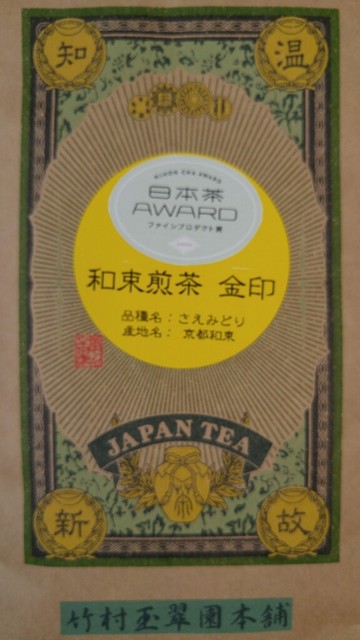 知 温
NIHON TEA AWARD
日本茶
AWARD
ファインプロダクト賞
和束煎茶 金印
品種名：さえみどり
産地名： 京都和束
JAPAN TEA
新 故
竹村玉翠園本舗